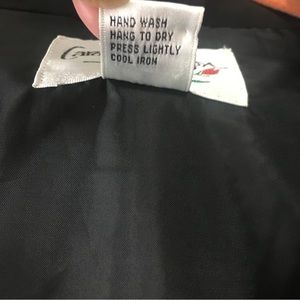 HAND WASH
HANG TO DRY
PRESS LIGHTLY
COOL IRON